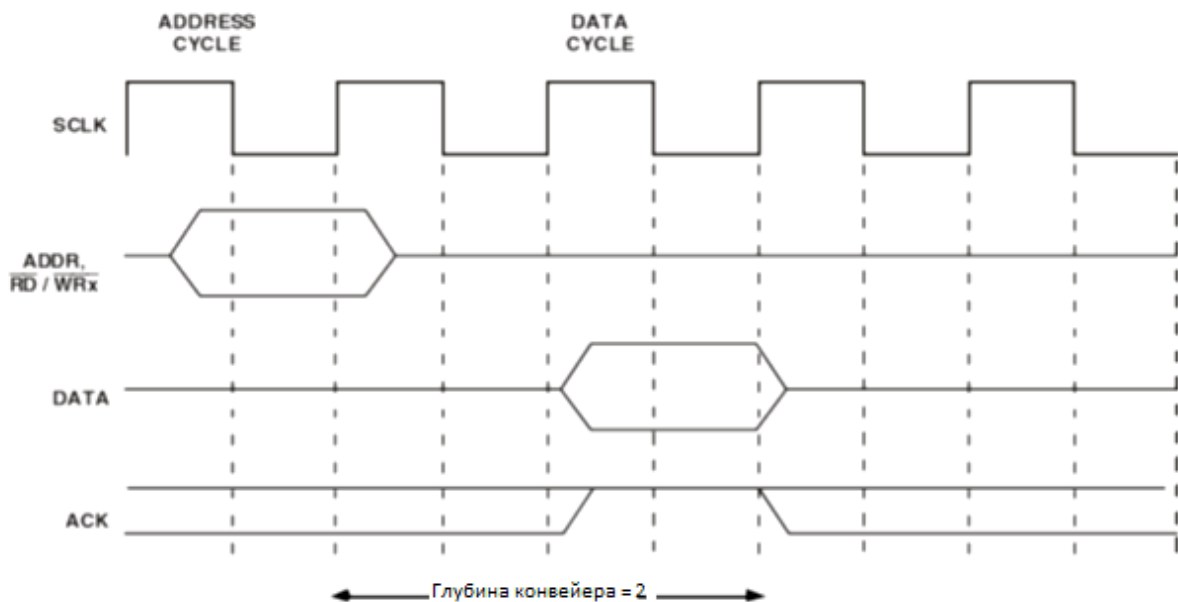 ADDRESS
CYCLE
DATA
CYCLE
SCLK
ADDR,
RD / WRx
DATA
ACK
Глубина конвейера = 2